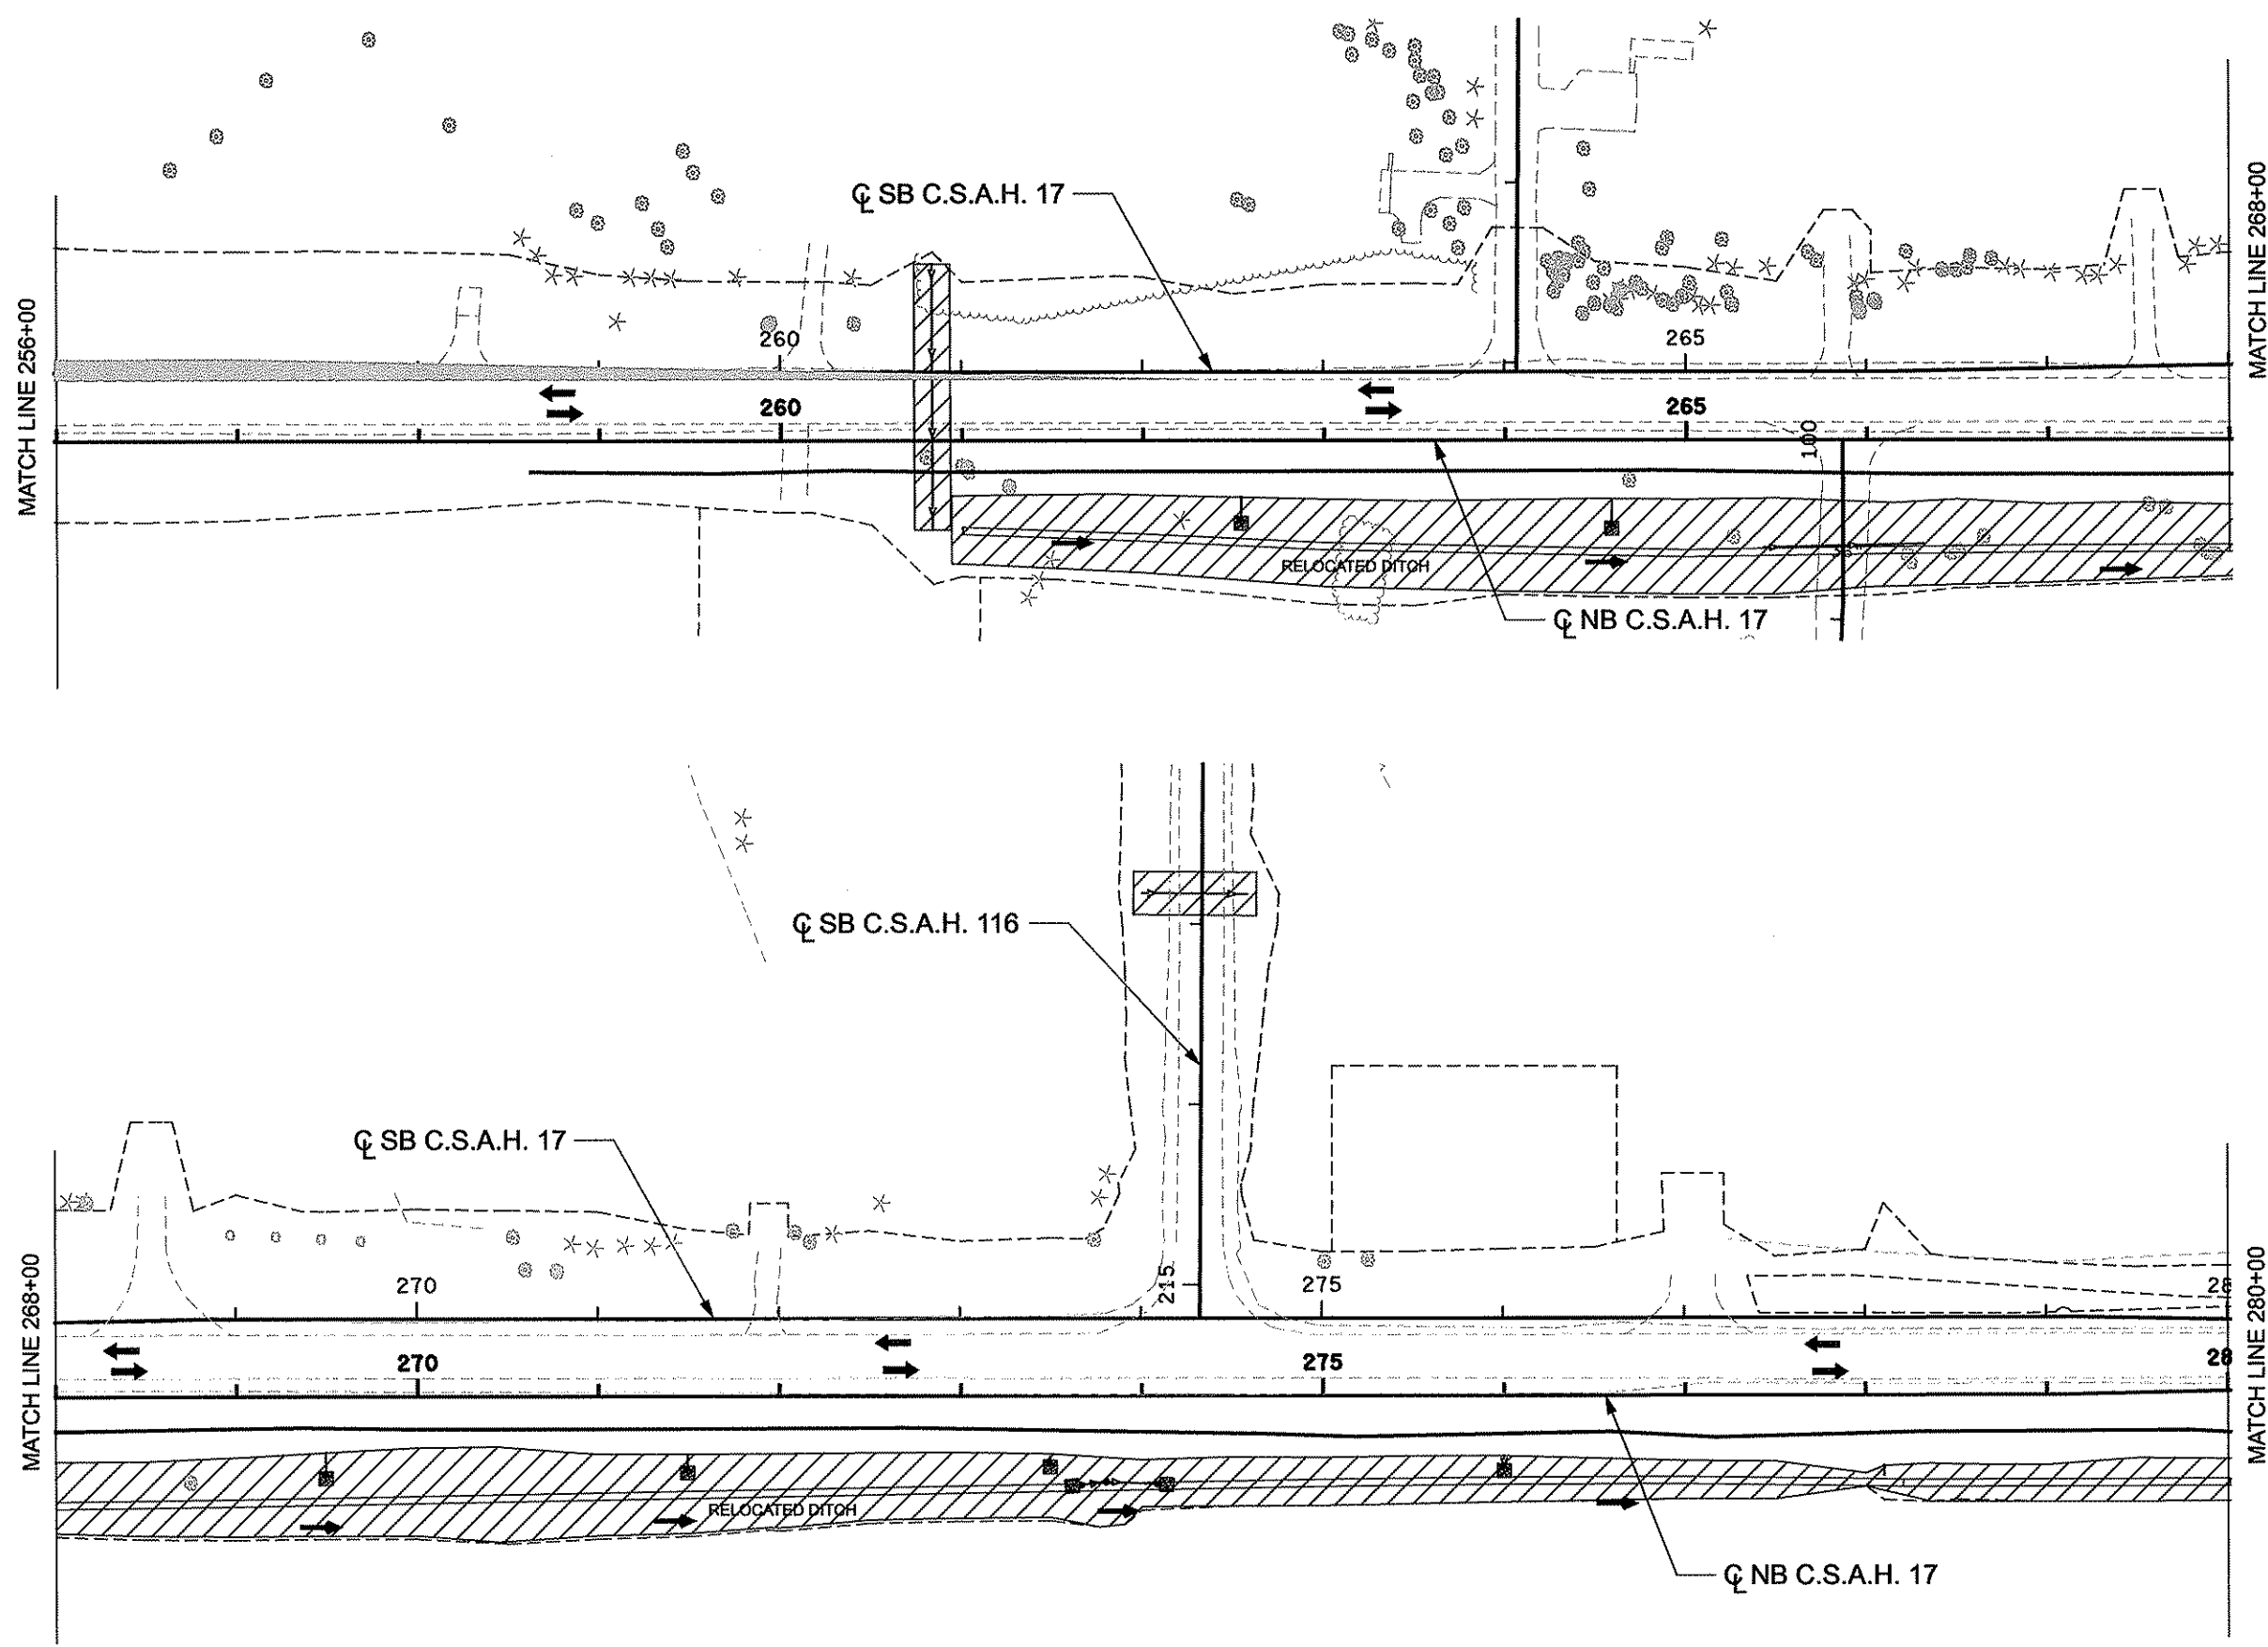 MATCH LINE 256+00
MATCH LINE 268+00
℄ SB C.S.A.H. 17
260
265
260
265
100
RELOCATED DITCH
℄ NB C.S.A.H. 17
MATCH LINE 268+00
MATCH LINE 280+00
℄ SB C.S.A.H. 116
℄ SB C.S.A.H. 17
270
215
275
28
270
275
28
RELOCATED DITCH
℄ NB C.S.A.H. 17